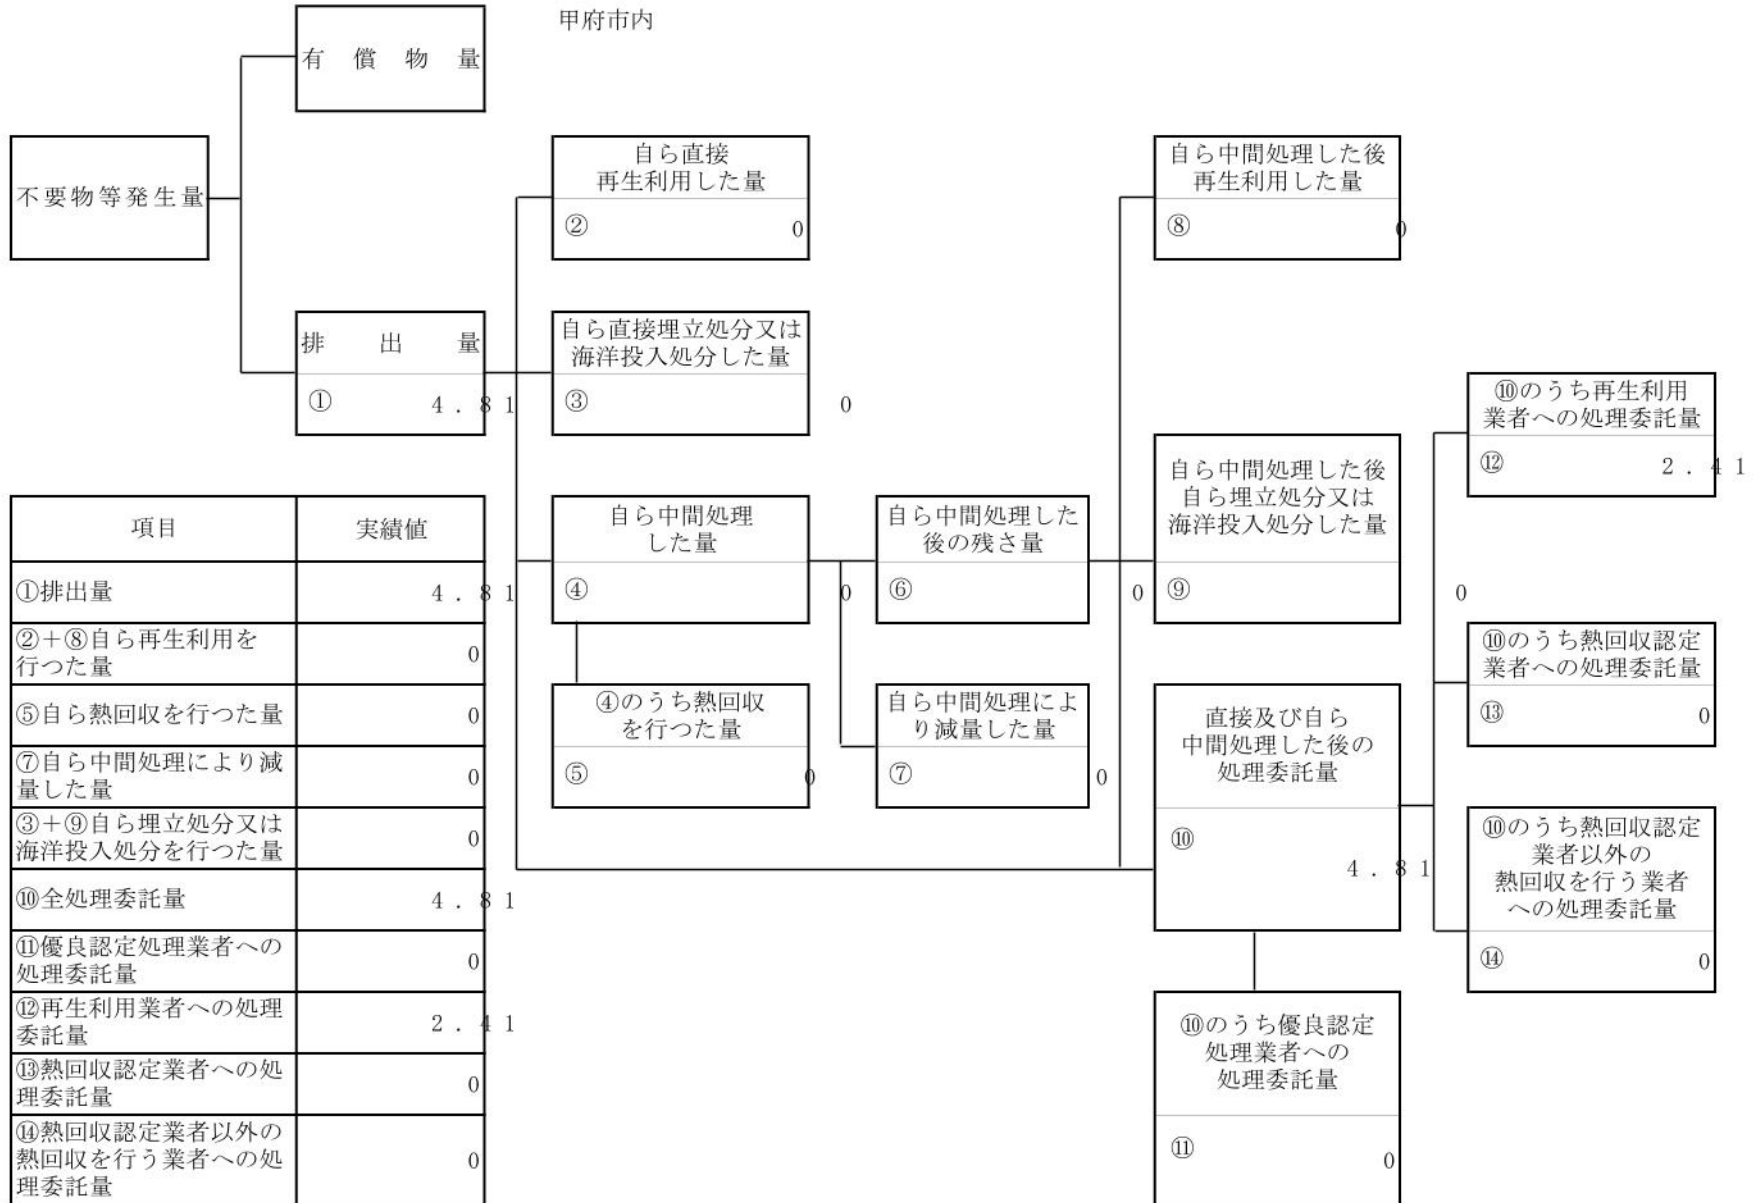 甲府市内
有償物量
不要物等発生量
自ら直接
再生利用した量
② 0
自ら中間処理した後
再生利用した量
⑧ 0
排出量
① 4.81
自ら直接埋立処分又は
海洋投入処分した量
③ 0
⑩のうち再生利用
業者への処理委託量
⑫ 2.41
自ら中間処理
した量
④ 0
自ら中間処理した
後の残さ量
⑥ 0
自ら中間処理した後
自ら埋立処分又は
海洋投入処分した量
⑨ 0
④のうち熱回収
を行つた量
⑤ 0
自ら中間処理によ
り減量した量
⑦ 0
直接及び自ら
中間処理した後の
処理委託量
⑩ 4.81
⑩のうち熱回収認定
業者への処理委託量
⑬ 0
⑩のうち熱回収認定
業者以外の
熱回収を行う業者
への処理委託量
⑭ 0
⑩のうち優良認定
処理業者への
処理委託量
⑪ 0
項目 実績値
①排出量 4.81
②+⑧自ら再生利用を
行つた量 0
⑤自ら熱回収を行つた量 0
⑦自ら中間処理により減
量した量 0
③+⑨自ら埋立処分又は
海洋投入処分を行つた量 0
⑩全処理委託量 4.81
⑪優良認定処理業者への
処理委託量 0
⑫再生利用業者への処理
委託量 2.41
⑬熱回収認定業者への処
理委託量 0
⑭熱回収認定業者以外の
熱回収を行う業者への処
理委託量 0